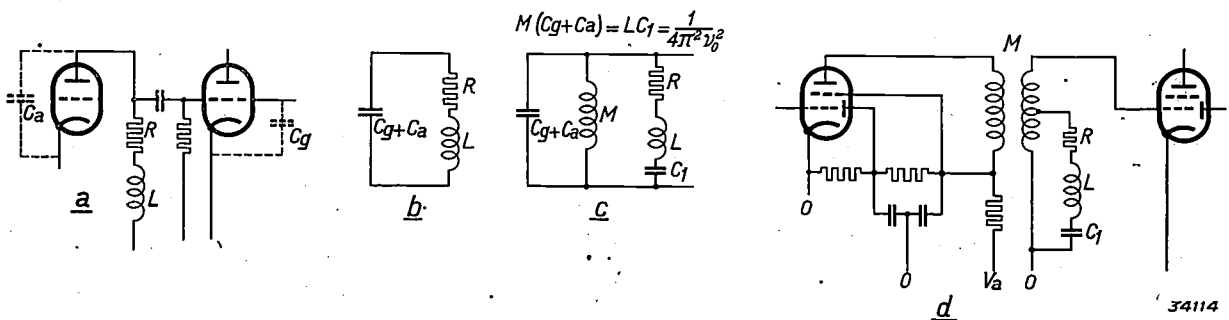 M(Cg+Ca)=LC1=1/4π²ν0²
Ca
R
L
Cg
a
Cg+Ca
R
L
b.
Cg+Ca
M
R
L
C1
c
M
R
L
C1
0
0
Va
0
d
34114